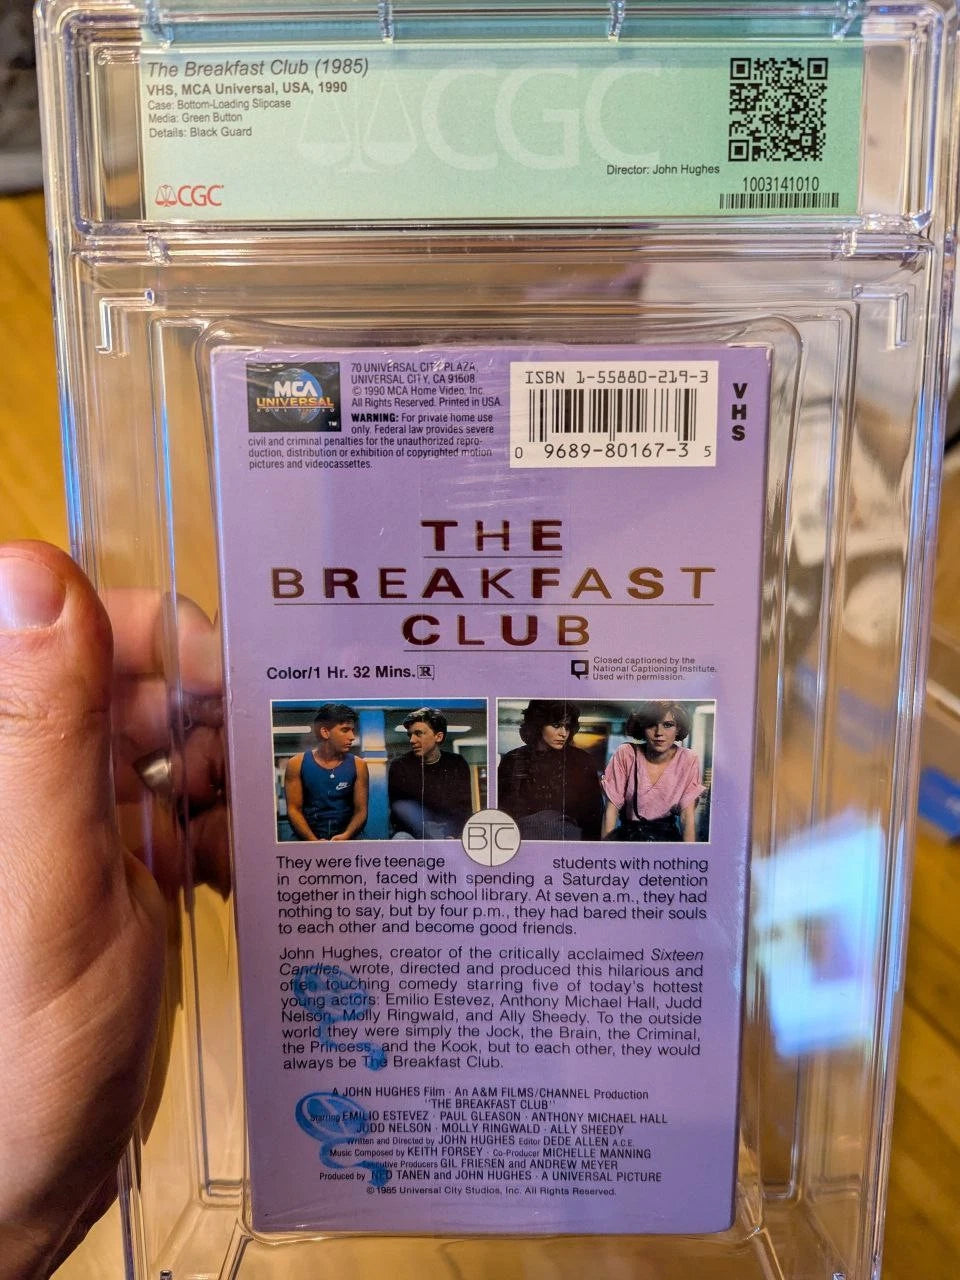 The Breakfast Club (1985)
VHS, MCA Universal, USA, 1990
Case: Bottom-Loading Slipcase
Media: Green Button
Details: Black Guard
CGC
Director: John Hughes
CGC
1003141010
MCA
UNIVERSAL
HOME VIDEO
TM
70 UNIVERSAL CITY PLAZA,
UNIVERSAL CITY, CA 91608
© 1990 MCA Home Video, Inc.
All Rights Reserved. Printed in USA.
WARNING: For private home use
only. Federal law provides severe
civil and criminal penalties for the unauthorized repro-
duction, distribution or exhibition of copyrighted motion
pictures and videocassettes.
ISBN 1-55880-219-3
0 9689-80167-3 5
VHS
THE
BREAKFAST
CLUB
Color/1 Hr. 32 Mins. R
Closed captioned by the
National Captioning Institute.
Used with permission.
BTC
They were five teenage students with nothing
in common, faced with spending a Saturday detention
together in their high school library. At seven a.m., they had
nothing to say, but by four p.m., they had bared their souls
to each other and become good friends.
John Hughes, creator of the critically acclaimed Sixteen
Candles, wrote, directed and produced this hilarious and
often touching comedy starring five of today's hottest
young actors: Emilio Estevez, Anthony Michael Hall, Judd
Nelson, Molly Ringwald, and Ally Sheedy. To the outside
world they were simply the Jock, the Brain, the Criminal,
the Princess, and the Kook, but to each other, they would
always be The Breakfast Club.
A JOHN HUGHES Film · An A&M FILMS/CHANNEL Production
"THE BREAKFAST CLUB"
Starring EMILIO ESTEVEZ · PAUL GLEASON · ANTHONY MICHAEL HALL
JUDD NELSON · MOLLY RINGWALD · ALLY SHEEDY
Written and Directed by JOHN HUGHES Editor DEDE ALLEN A.C.E.
Music Composed by KEITH FORSEY · Co-Producer MICHELLE MANNING
Executive Producers GIL FRIESEN and ANDREW MEYER
Produced by NED TANEN and JOHN HUGHES · A UNIVERSAL PICTURE
© 1985 Universal City Studios, Inc. All Rights Reserved.